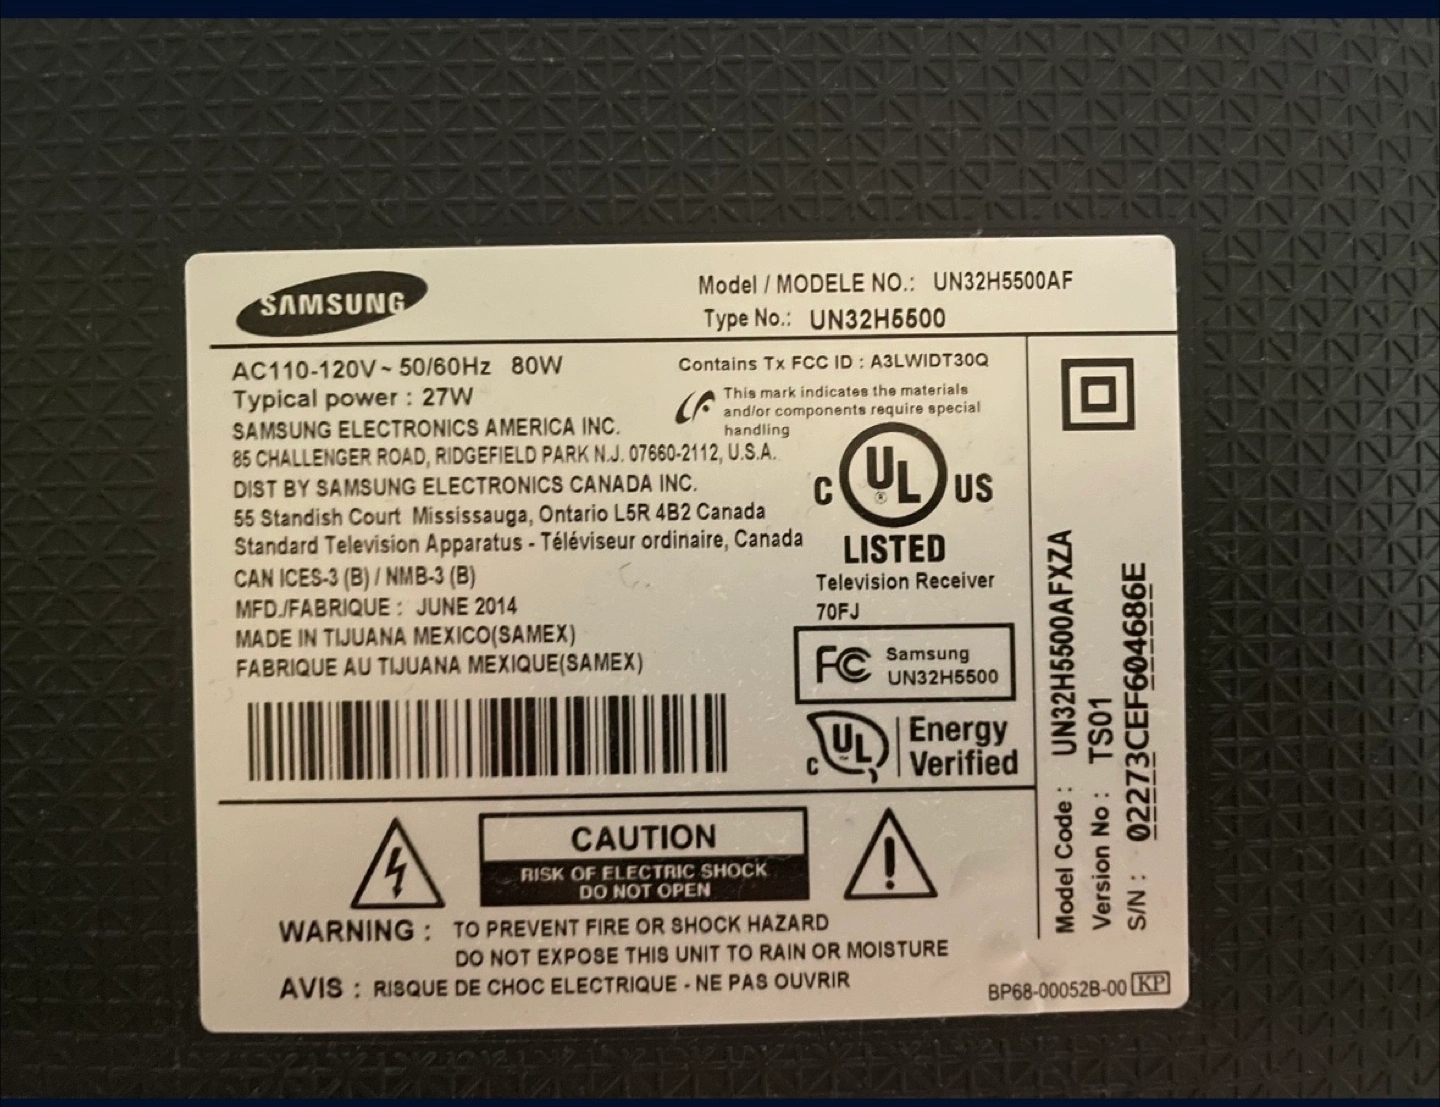 SAMSUNG
Model / MODELE NO.: UN32H5500AF
Type No.: UN32H5500
AC110-120V~ 50/60Hz 80W
Typical power : 27W
SAMSUNG ELECTRONICS AMERICA INC.
85 CHALLENGER ROAD, RIDGEFIELD PARK N.J. 07660-2112, U.S.A.
DIST BY SAMSUNG ELECTRONICS CANADA INC.
55 Standish Court Mississauga, Ontario L5R 4B2 Canada
Standard Television Apparatus - Téléviseur ordinaire, Canada
CAN ICES-3 (B) / NMB-3 (B)
MFD./FABRIQUE : JUNE 2014
MADE IN TIJUANA MEXICO(SAMEX)
FABRIQUE AU TIJUANA MEXIQUE(SAMEX)
Contains Tx FCC ID : A3LWIDT30Q
This mark indicates the materials
and/or components require special
handling
C UL ® US
LISTED
Television Receiver
70FJ
FC Samsung
UN32H5500
C UL Energy
Verified
Model Code : UN32H5500AFXZA
Version No : TS01
S/N : 02273CEF604686E
CAUTION
RISK OF ELECTRIC SHOCK
DO NOT OPEN
WARNING : TO PREVENT FIRE OR SHOCK HAZARD
DO NOT EXPOSE THIS UNIT TO RAIN OR MOISTURE
AVIS : RISQUE DE CHOC ELECTRIQUE - NE PAS OUVRIR
BP68-00052B-00 KP